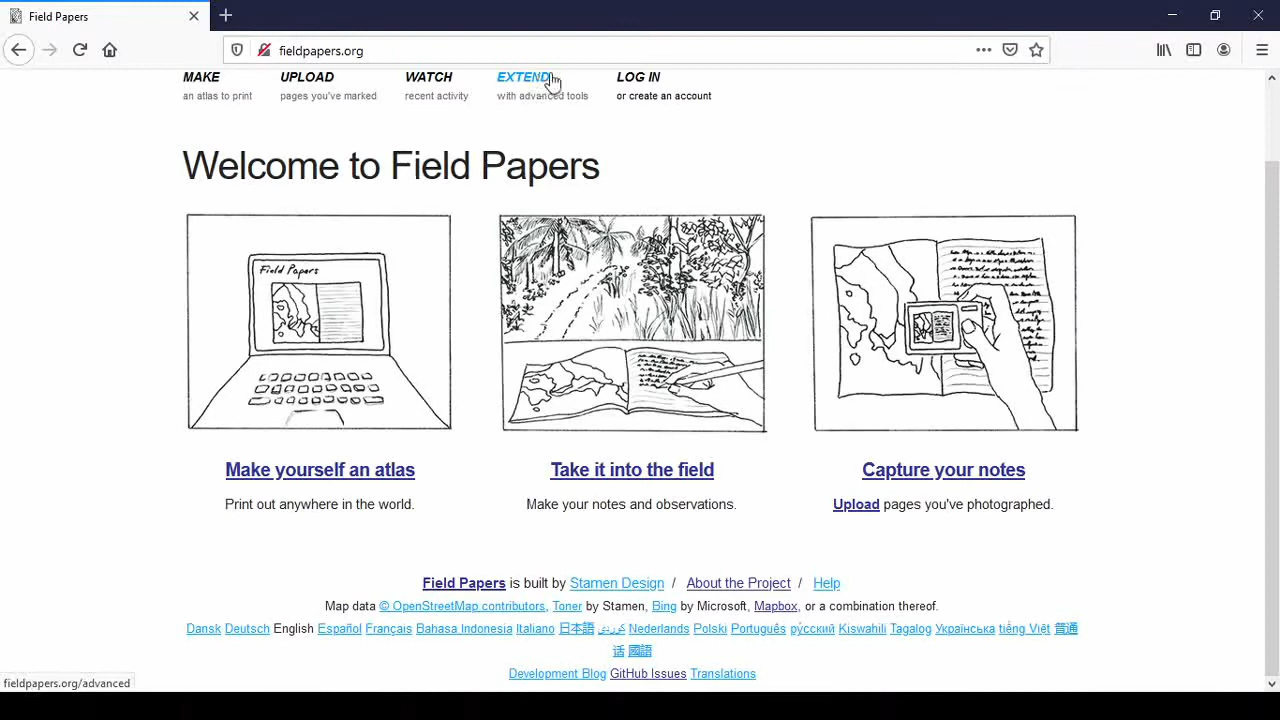 Field Papers
fieldpapers.org
MAKE UPLOAD WATCH EXTEND LOG IN
an atlas to print pages you've marked recent activity with advanced tools or create an account
Welcome to Field Papers
Field Papers
Make yourself an atlas Take it into the field Capture your notes
Print out anywhere in the world. Make your notes and observations. Upload pages you've photographed.
Field Papers is built by Stamen Design / About the Project / Help
Map data © OpenStreetMap contributors, Toner by Stamen, Bing by Microsoft, Mapbox, or a combination thereof.
Dansk Deutsch English Español Français Bahasa Indonesia Italiano 日本語 كوردی Nederlands Polski Português русский Kiswahili Tagalog Українська tiếng Việt 普通
话 國語
Development Blog GitHub Issues Translations
fieldpapers.org/advanced